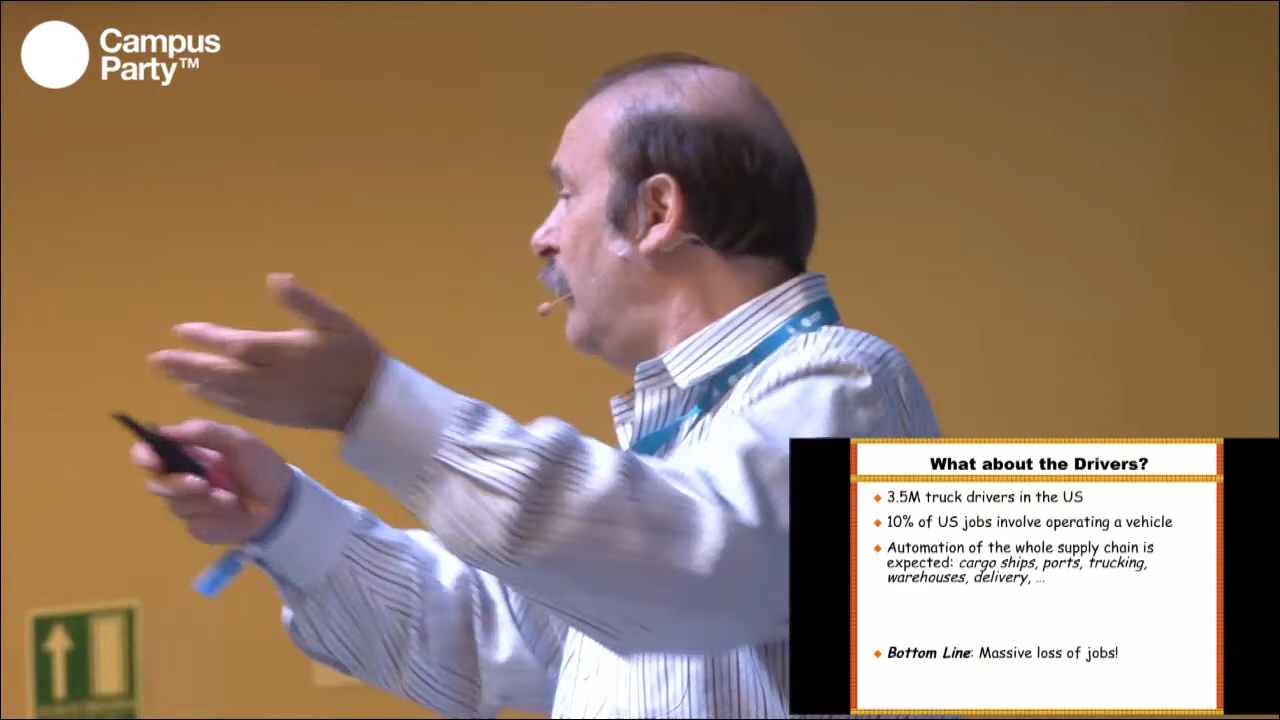 Campus
Party™
What about the Drivers?
3.5M truck drivers in the US
10% of US jobs involve operating a vehicle
Automation of the whole supply chain is
expected: cargo ships, ports, trucking,
warehouses, delivery, ...
Bottom Line: Massive loss of jobs!